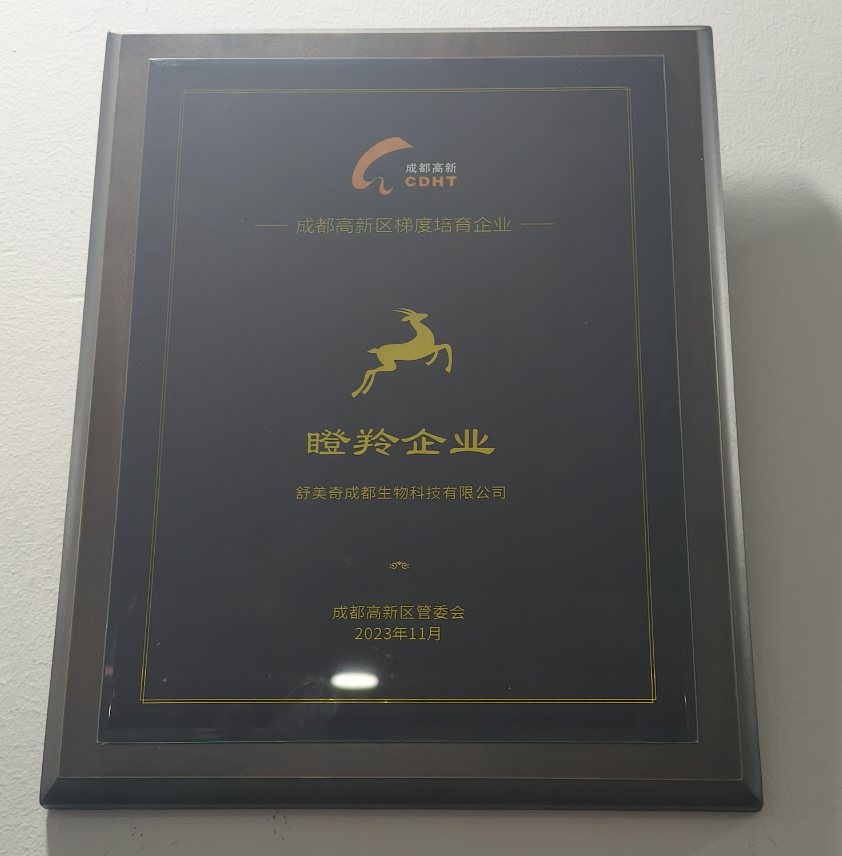 成都高新
CDHT
成都高新区梯度培育企业
瞪羚企业
舒美奇成都生物科技有限公司
成都高新区管委会
2023年11月